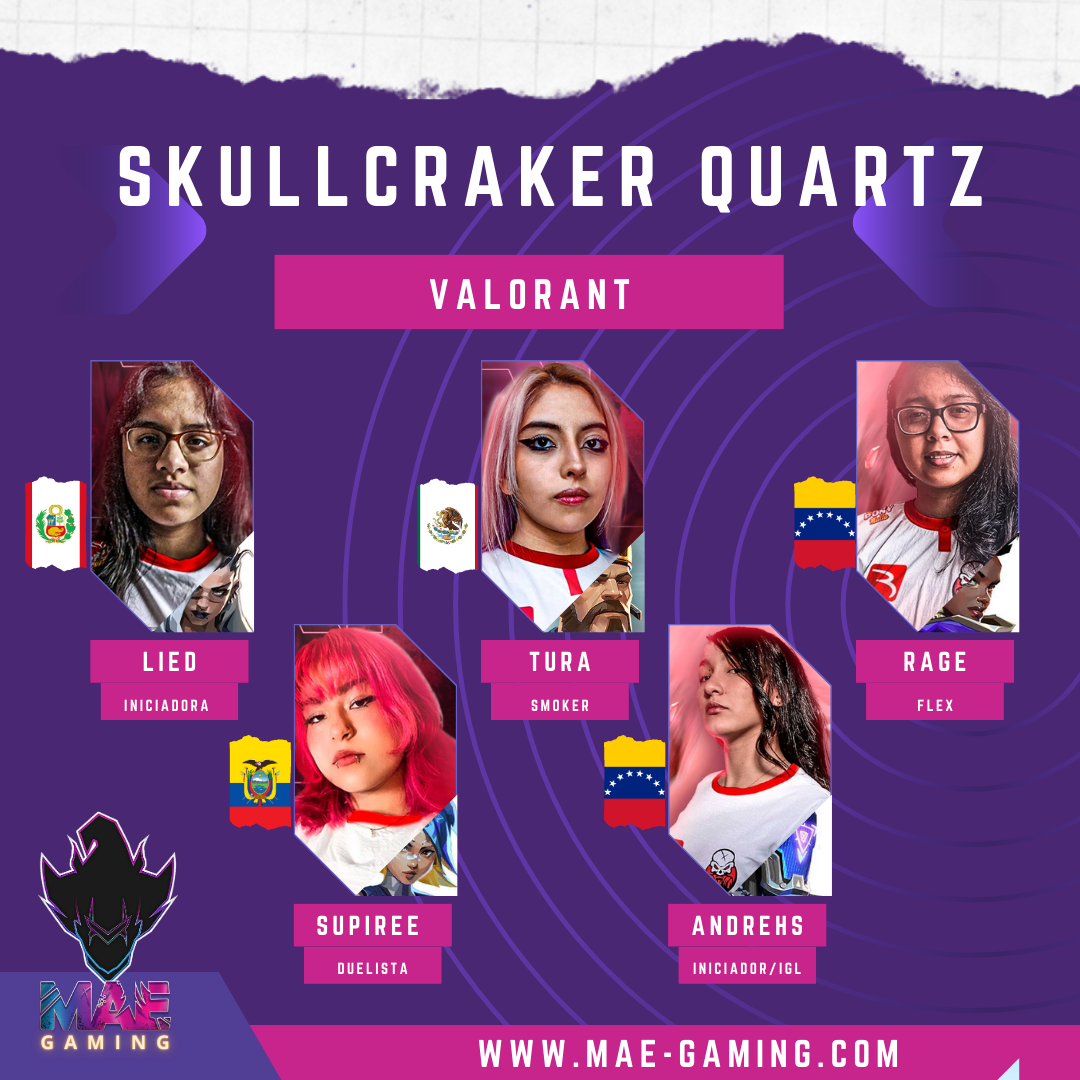 SKULLCRAKER QUARTZ
VALORANT
LIED
INICIADORA
TURA
SMOKER
RAGE
FLEX
SUPIREE
DUELISTA
ANDREHS
INICIADOR/IGL
MAE
GAMING
WWW.MAE-GAMING.COM